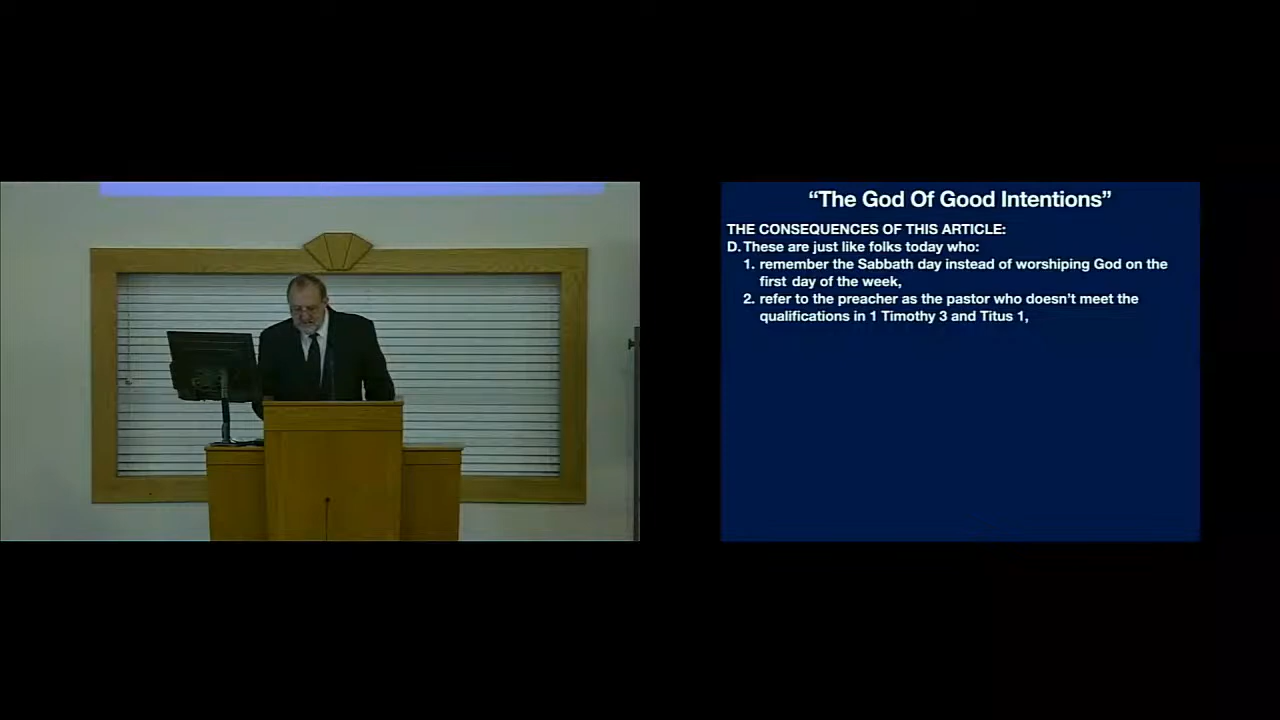 “The God Of Good Intentions”
THE CONSEQUENCES OF THIS ARTICLE:
D. These are just like folks today who:
1. remember the Sabbath day instead of worshiping God on the
first day of the week,
2. refer to the preacher as the pastor who doesn’t meet the
qualifications in 1 Timothy 3 and Titus 1,